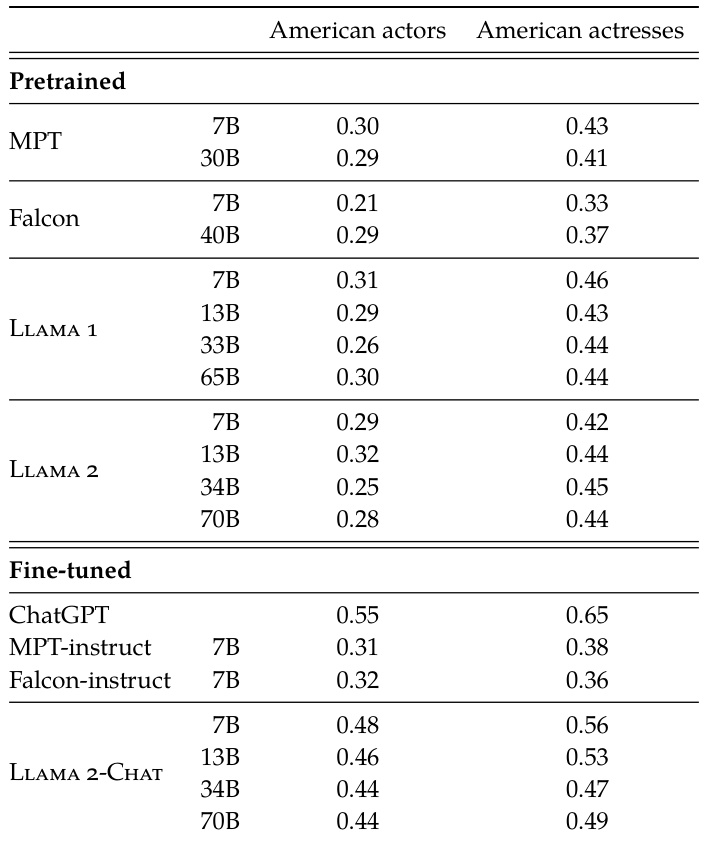 American actors American actresses
Pretrained
MPT 7B 0.30 0.43
30B 0.29 0.41
Falcon 7B 0.21 0.33
40B 0.29 0.37
Llama 1 7B 0.31 0.46
13B 0.29 0.43
33B 0.26 0.44
65B 0.30 0.44
Llama 2 7B 0.29 0.42
13B 0.32 0.44
34B 0.25 0.45
70B 0.28 0.44
Fine-tuned
ChatGPT 0.55 0.65
MPT-instruct 7B 0.31 0.38
Falcon-instruct 7B 0.32 0.36
Llama 2-Chat 7B 0.48 0.56
13B 0.46 0.53
34B 0.44 0.47
70B 0.44 0.49